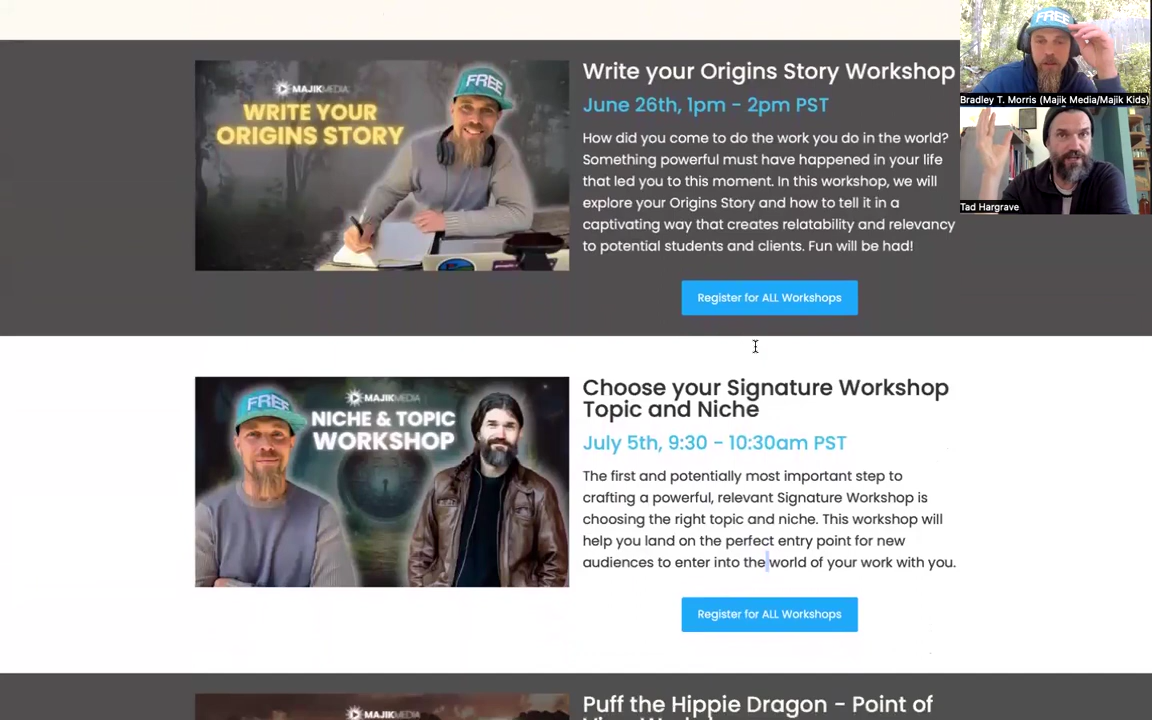 FREE
Bradley T. Morris (Majik Media/Majik Kids)
Tad Hargrave
MAJIKMEDIA
WRITE YOUR
ORIGINS STORY
FREE
Write your Origins Story Workshop
June 26th, 1pm - 2pm PST
How did you come to do the work you do in the world?
Something powerful must have happened in your life
that led you to this moment. In this workshop, we will
explore your Origins Story and how to tell it in a
captivating way that creates relatability and relevancy
to potential students and clients. Fun will be had!
Register for ALL Workshops
FREE
MAJIKMEDIA
NICHE & TOPIC
WORKSHOP
Choose your Signature Workshop
Topic and Niche
July 5th, 9:30 - 10:30am PST
The first and potentially most important step to
crafting a powerful, relevant Signature Workshop is
choosing the right topic and niche. This workshop will
help you land on the perfect entry point for new
audiences to enter into the world of your work with you.
Register for ALL Workshops
MAJIKMEDIA
Puff the Hippie Dragon - Point of